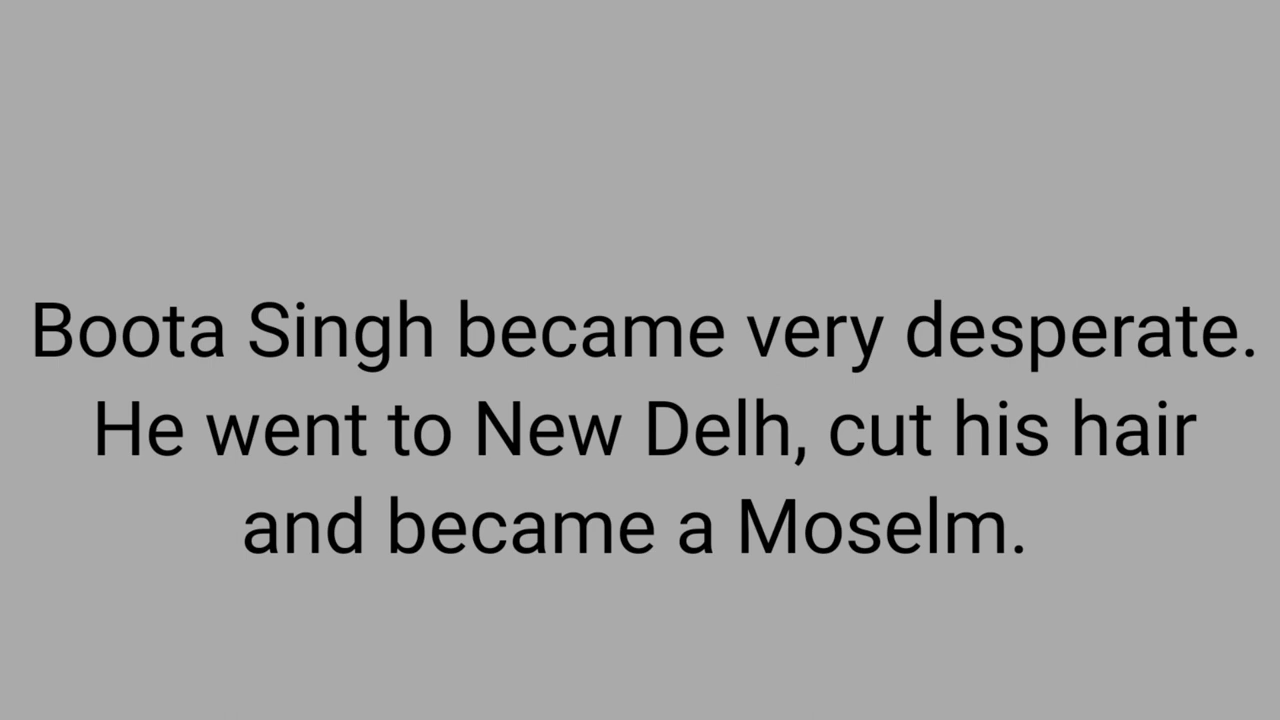 Boota Singh became very desperate.
He went to New Delh, cut his hair
and became a Moselm.